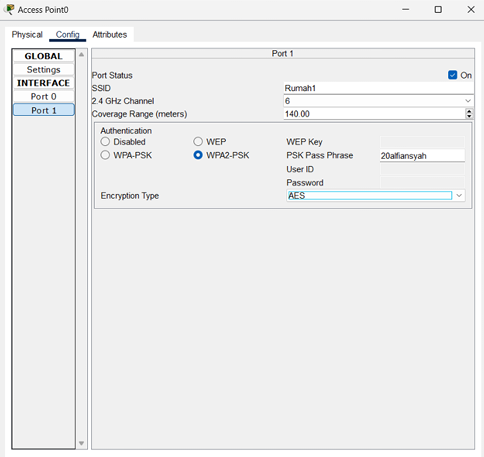 Access Point0
Physical Config Attributes
GLOBAL
Settings
INTERFACE
Port 0
Port 1
Port 1
Port Status On
SSID Rumah1
2.4 GHz Channel 6
Coverage Range (meters) 140.00
Authentication
Disabled WEP WEP Key
WPA-PSK WPA2-PSK PSK Pass Phrase 20alfiansyah
User ID
Password
Encryption Type AES